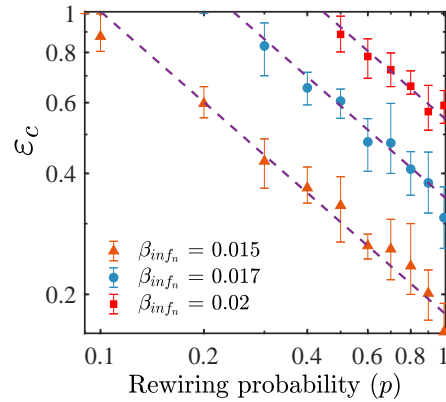 1
0.8
0.6
0.4
0.2
ε_c
β_{inf_n} = 0.015
β_{inf_n} = 0.017
β_{inf_n} = 0.02
0.1 0.2 0.4 0.6 0.8 1
Rewiring probability (p)